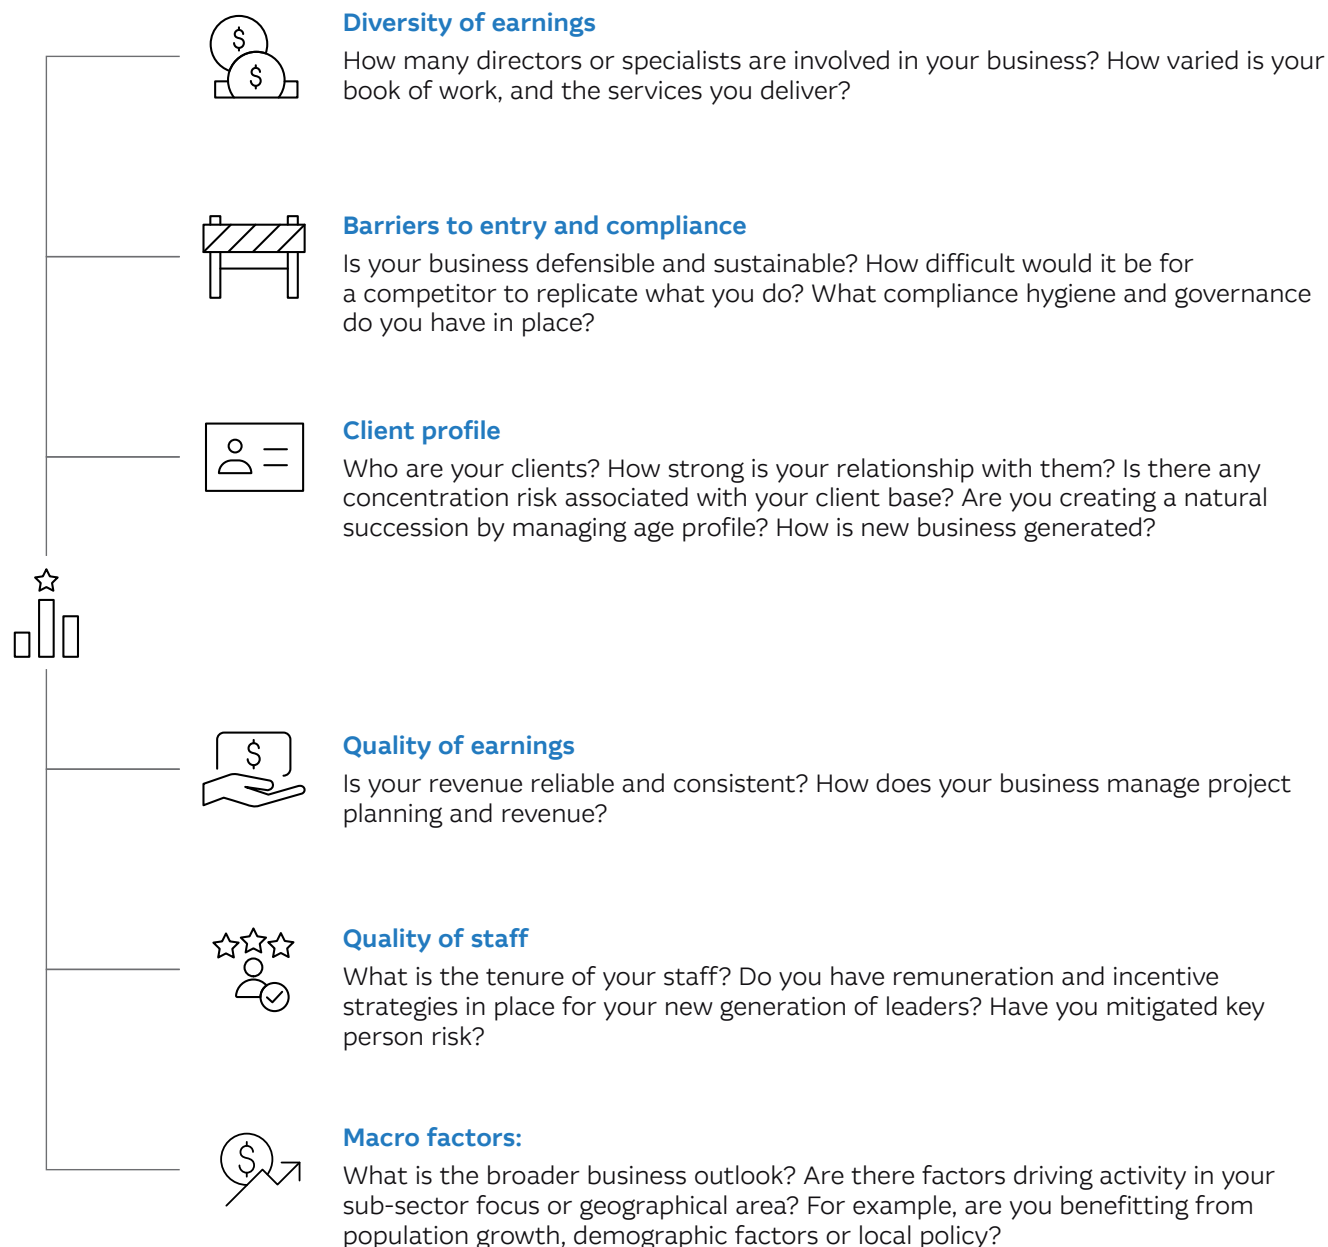 Diversity of earnings
How many directors or specialists are involved in your business? How varied is your
book of work, and the services you deliver?
Barriers to entry and compliance
Is your business defensible and sustainable? How difficult would it be for
a competitor to replicate what you do? What compliance hygiene and governance
do you have in place?
Client profile
Who are your clients? How strong is your relationship with them? Is there any
concentration risk associated with your client base? Are you creating a natural
succession by managing age profile? How is new business generated?
Quality of earnings
Is your revenue reliable and consistent? How does your business manage project
planning and revenue?
Quality of staff
What is the tenure of your staff? Do you have remuneration and incentive
strategies in place for your new generation of leaders? Have you mitigated key
person risk?
Macro factors:
What is the broader business outlook? Are there factors driving activity in your
sub-sector focus or geographical area? For example, are you benefitting from
population growth, demographic factors or local policy?